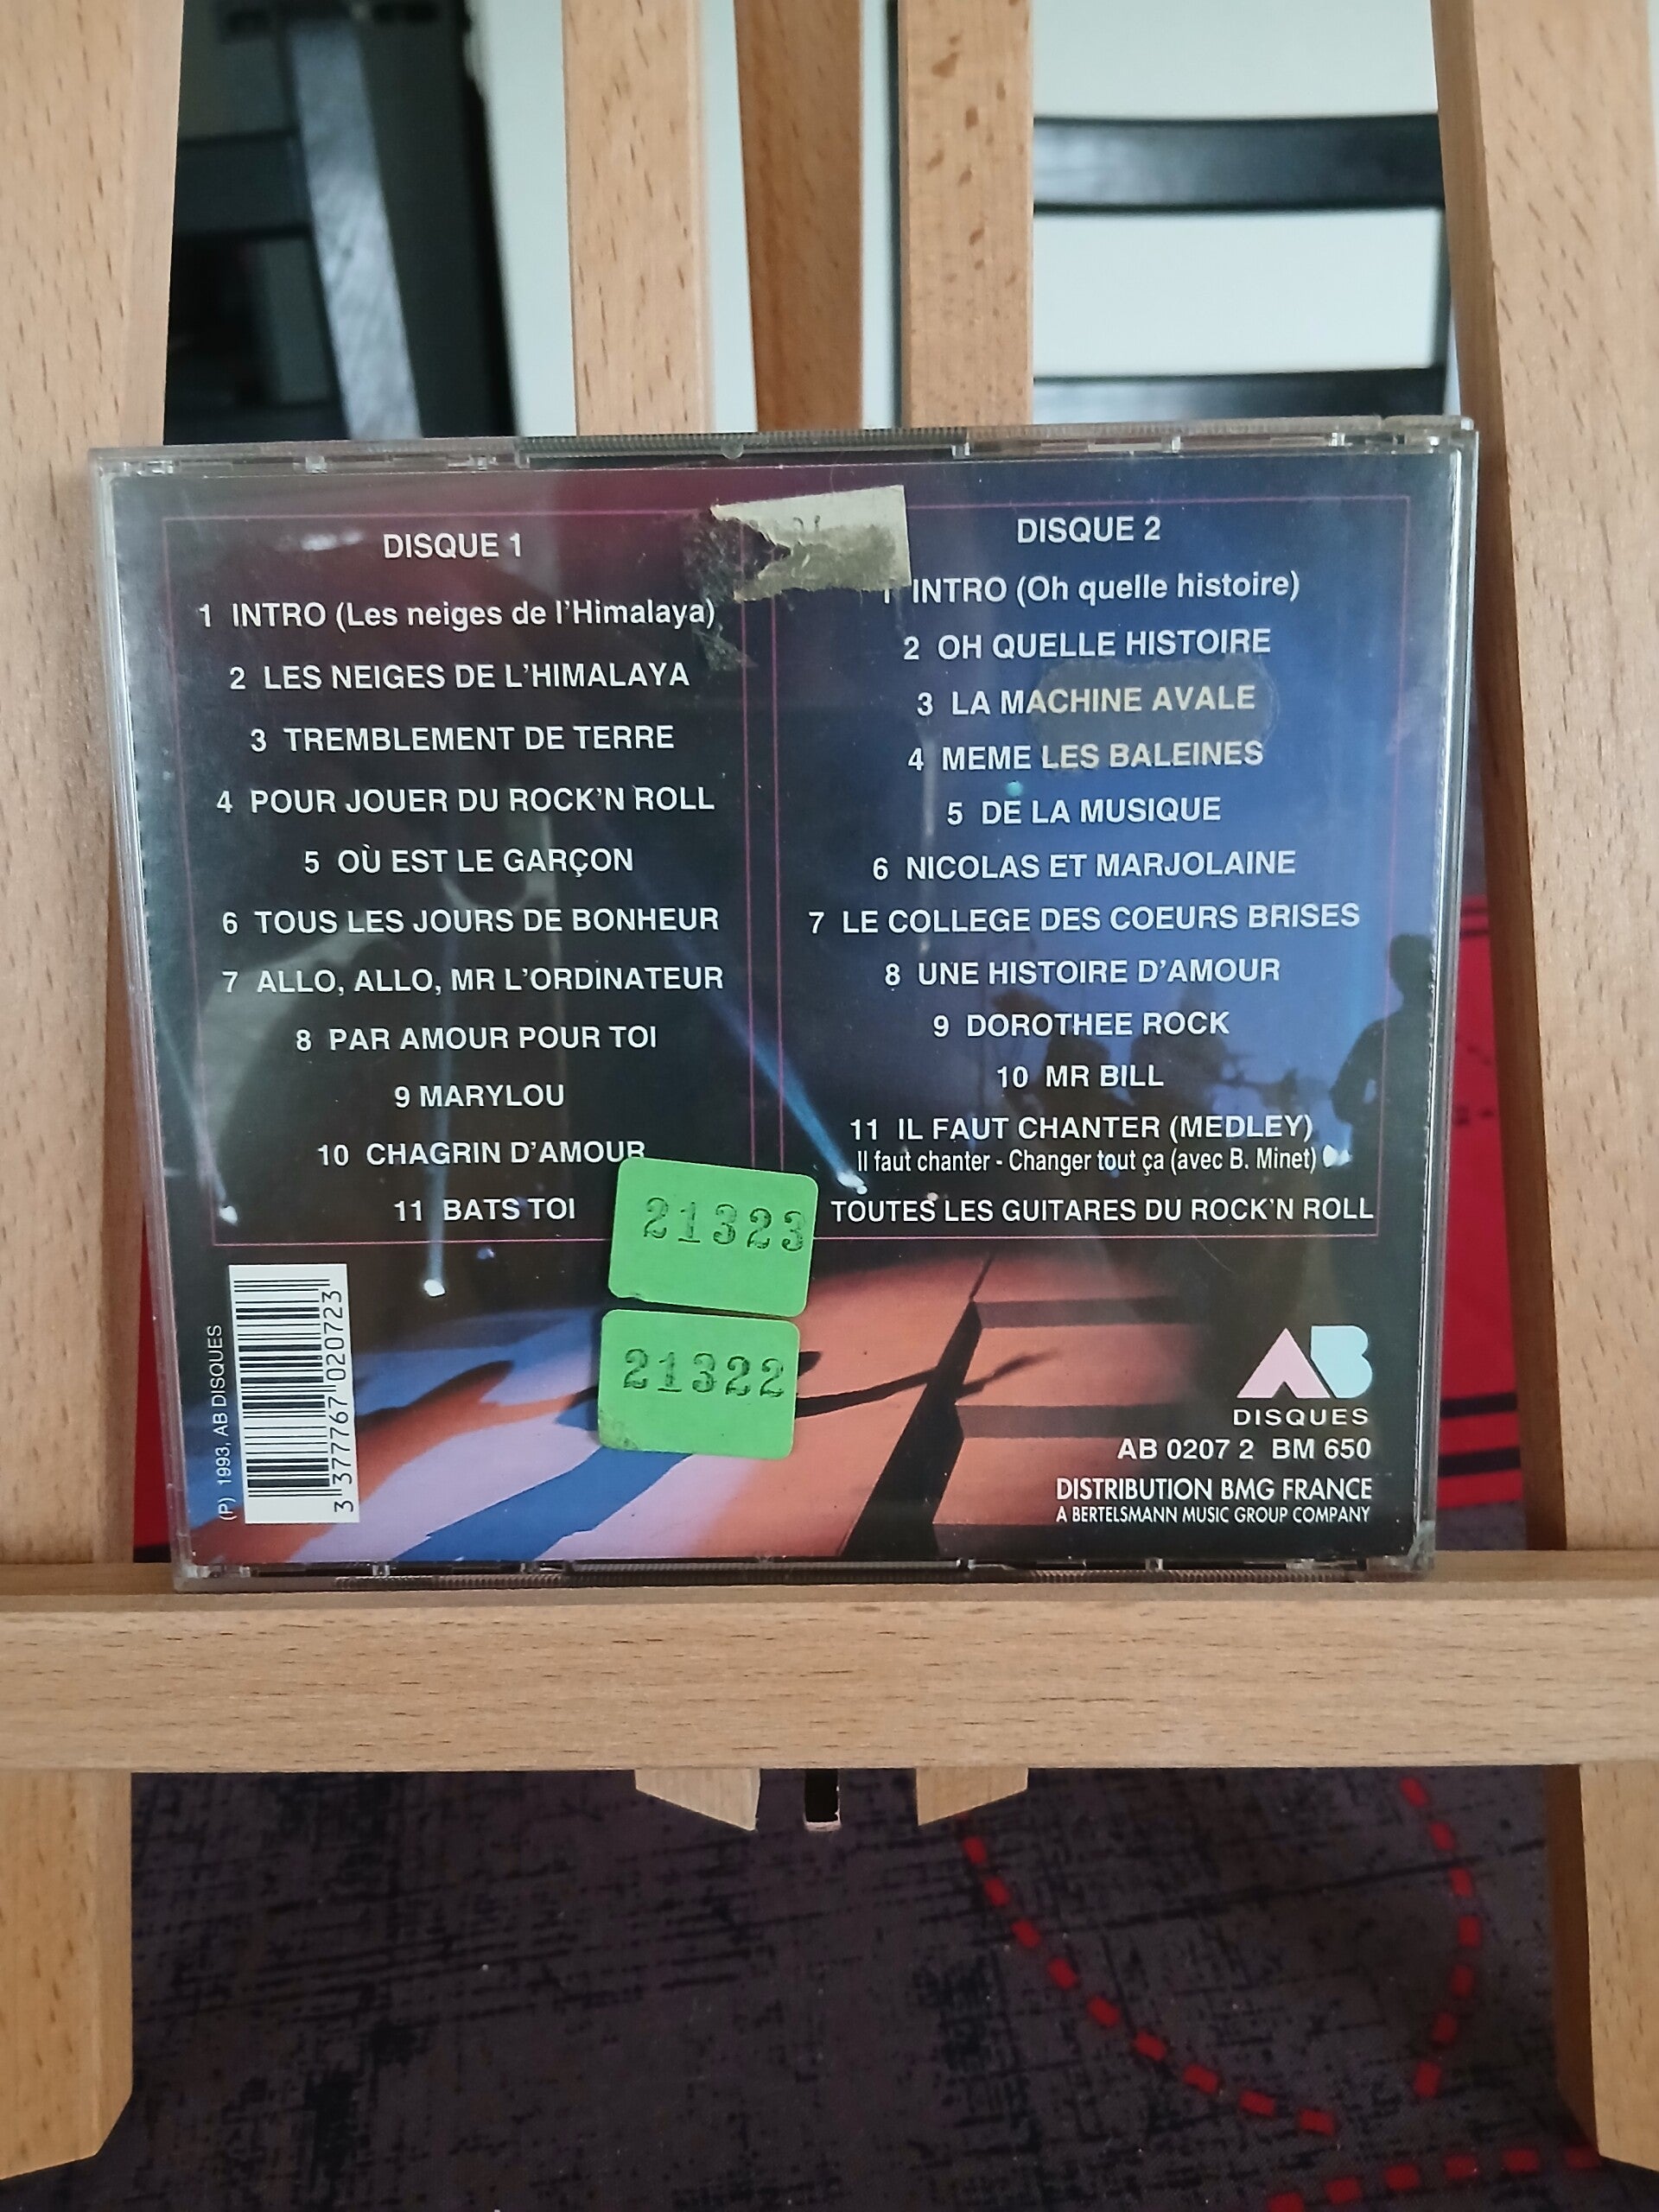 DISQUE 1
1 INTRO (Les neiges de l'Himalaya)
2 LES NEIGES DE L'HIMALAYA
3 TREMBLEMENT DE TERRE
4 POUR JOUER DU ROCK'N ROLL
5 OÙ EST LE GARÇON
6 TOUS LES JOURS DE BONHEUR
7 ALLO, ALLO, MR L'ORDINATEUR
8 PAR AMOUR POUR TOI
9 MARYLOU
10 CHAGRIN D'AMOUR
11 BATS TOI
DISQUE 2
1 INTRO (Oh quelle histoire)
2 OH QUELLE HISTOIRE
3 LA MACHINE AVALE
4 MEME LES BALEINES
5 DE LA MUSIQUE
6 NICOLAS ET MARJOLAINE
7 LE COLLEGE DES COEURS BRISES
8 UNE HISTOIRE D'AMOUR
9 DOROTHEE ROCK
10 MR BILL
11 IL FAUT CHANTER (MEDLEY)
Il faut chanter - Changer tout ça (avec B. Minet)
TOUTES LES GUITARES DU ROCK'N ROLL
21323
21322
(P) 1993, AB DISQUES
3 377767 020723
AB
DISQUES
AB 0207 2 BM 650
DISTRIBUTION BMG FRANCE
A BERTELSMANN MUSIC GROUP COMPANY